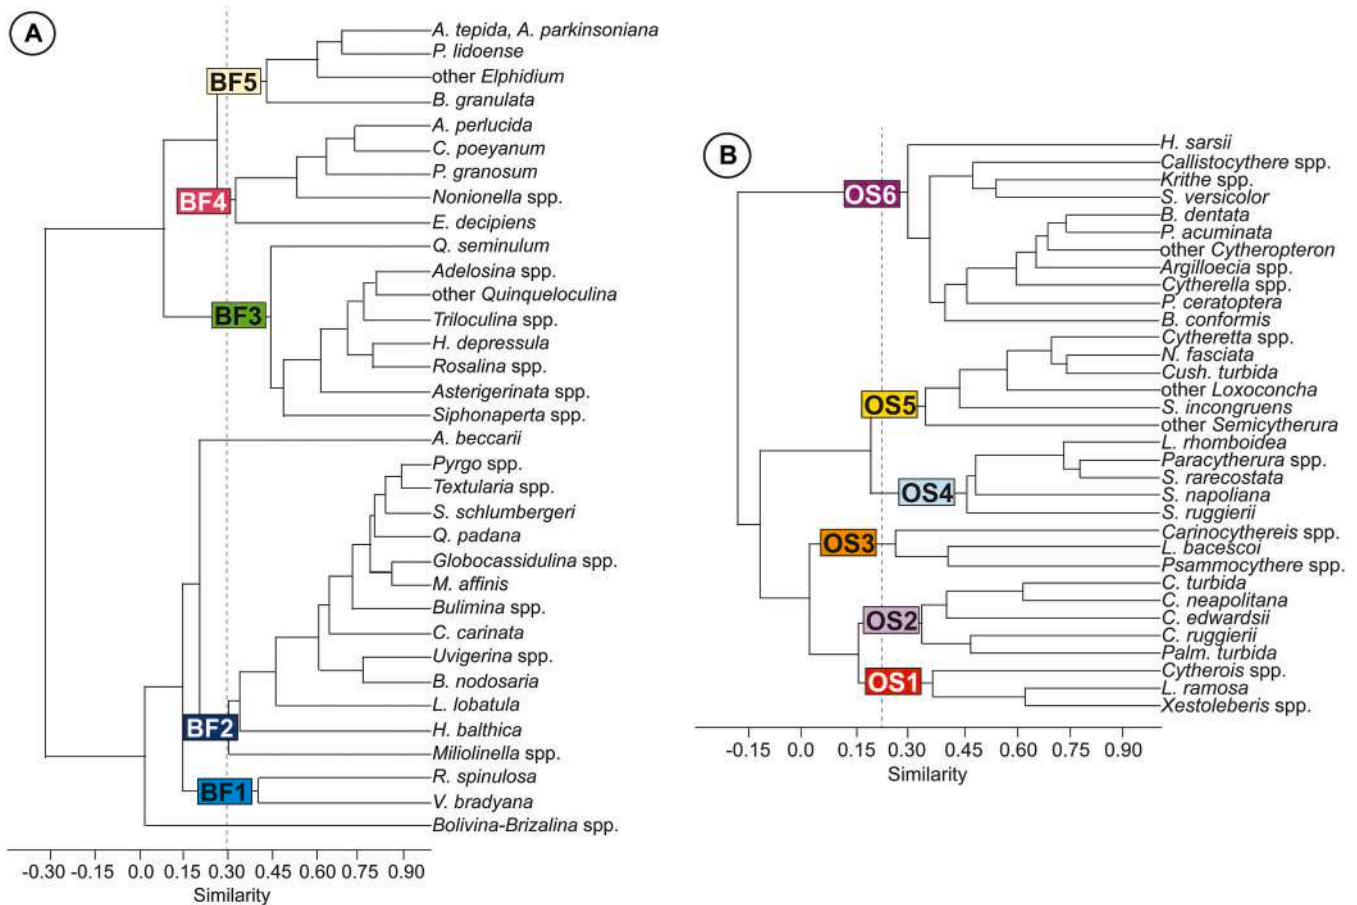 A
A. tepida, A. parkinsoniana
P. lidoense
other Elphidium
B. granulata
A. perlucida
C. poeyanum
P. granosum
Nonionella spp.
E. decipiens
Q. seminulum
Adelosina spp.
other Quinqueloculina
Triloculina spp.
H. depressula
Rosalina spp.
Asterigerinata spp.
Siphonaperta spp.
A. beccarii
Pyrgo spp.
Textularia spp.
S. schlumbergeri
Q. padana
Globocassidulina spp.
M. affinis
Bulimina spp.
C. carinata
Uvigerina spp.
B. nodosaria
L. lobatula
H. balthica
Miliolinella spp.
R. spinulosa
V. bradyana
Bolivina-Brizalina spp.
BF5
BF4
BF3
BF2
BF1
-0.30 -0.15 0.0 0.15 0.30 0.45 0.60 0.75 0.90
Similarity
B
H. sarsii
Callistocythere spp.
Krithe spp.
S. versicolor
B. dentata
P. acuminata
other Cytheropteron
Argilloecia spp.
Cytherella spp.
P. ceratoptera
B. conformis
Cytheretta spp.
N. fasciata
Cush. turbida
other Loxoconcha
S. incongruens
other Semicytherura
L. rhomboidea
Paracytherura spp.
S. rarecostata
S. napoliana
S. ruggierii
Carinocythereis spp.
L. bacescoi
Psammocythere spp.
C. turbida
C. neapolitana
C. edwardsii
C. ruggierii
Palm. turbida
Cytherois spp.
L. ramosa
Xestoleberis spp.
OS6
OS5
OS4
OS3
OS2
OS1
-0.15 0.0 0.15 0.30 0.45 0.60 0.75 0.90
Similarity